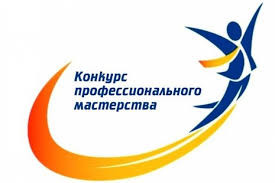 Конкурс
профессионального
мастерства